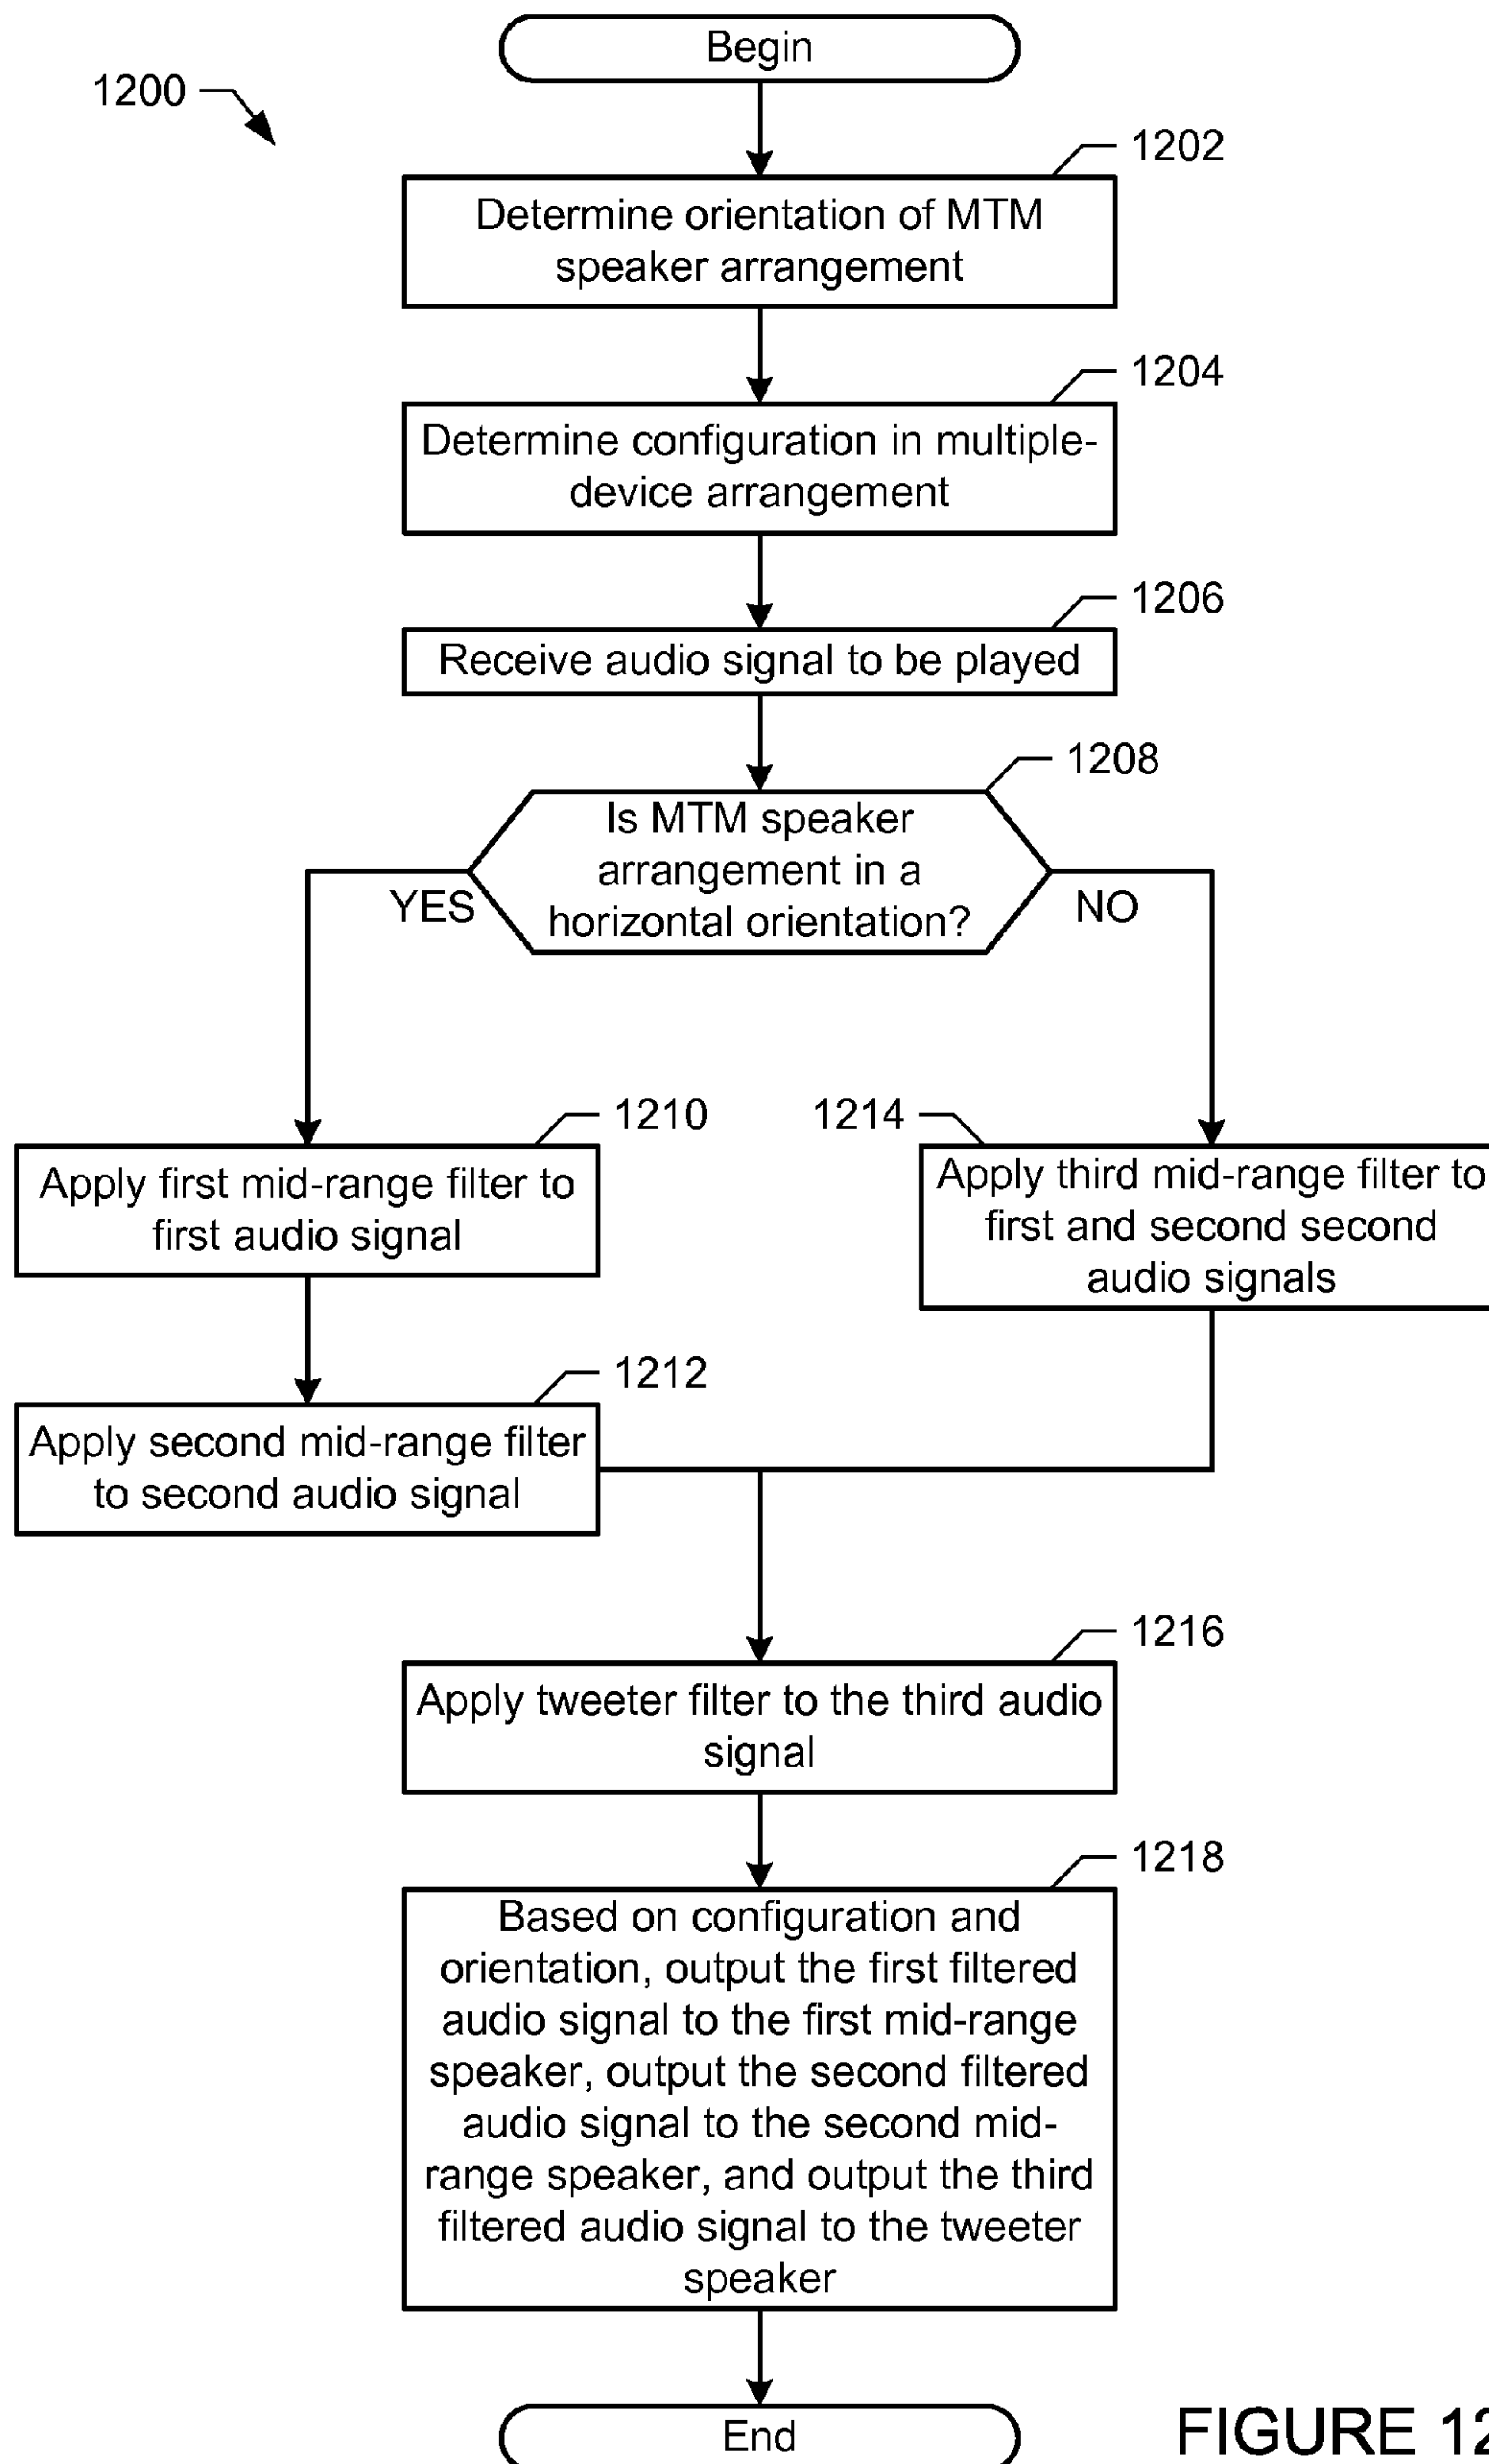 Begin
1200
1202
Determine orientation of MTM
speaker arrangement
1204
Determine configuration in multiple-
device arrangement
1206
Receive audio signal to be played
1208
Is MTM speaker
arrangement in a
horizontal orientation?
YES
NO
1210
1214
Apply first mid-range filter to
first audio signal
Apply third mid-range filter to
first and second second
audio signals
1212
Apply second mid-range filter
to second audio signal
1216
Apply tweeter filter to the third audio
signal
1218
Based on configuration and
orientation, output the first filtered
audio signal to the first mid-range
speaker, output the second filtered
audio signal to the second mid-
range speaker, and output the third
filtered audio signal to the tweeter
speaker
End
FIGURE 12